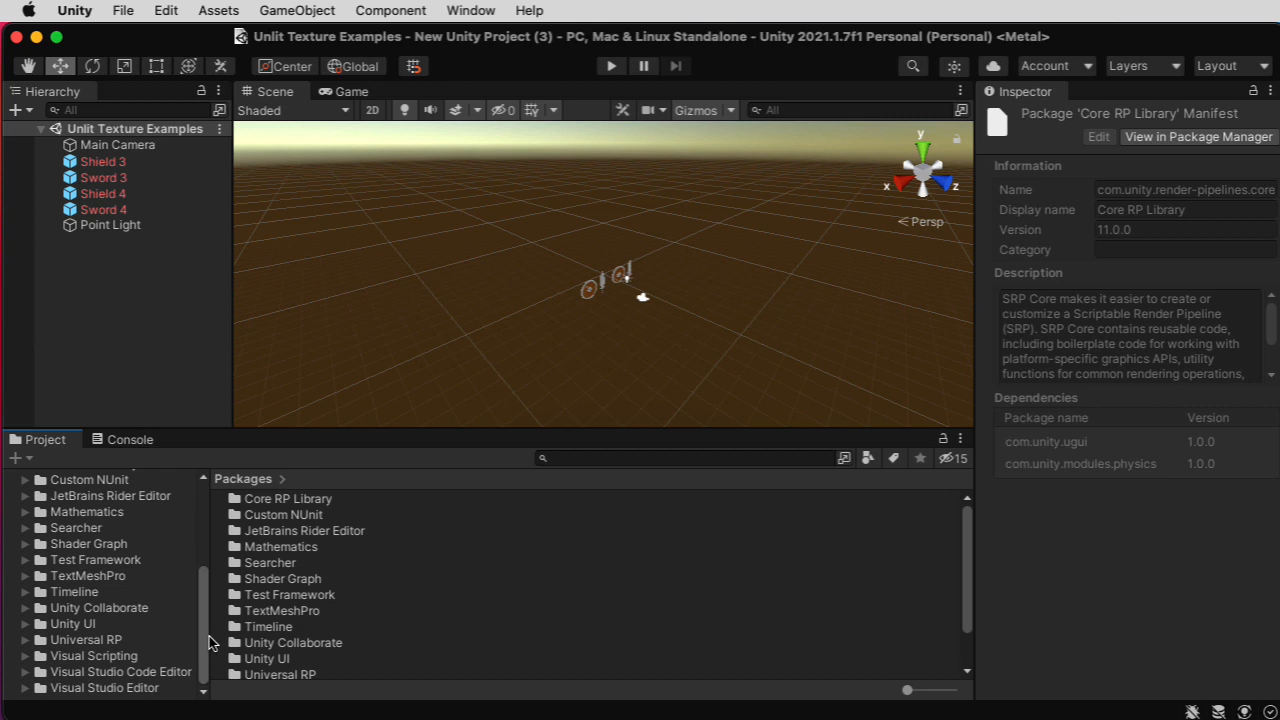 Unity File Edit Assets GameObject Component Window Help
Unlit Texture Examples - New Unity Project (3) - PC, Mac & Linux Standalone - Unity 2021.1.7f1 Personal (Personal) <Metal>
Center Global Account Layers Layout
Hierarchy
All
Unlit Texture Examples
Main Camera
Shield 3
Sword 3
Shield 4
Sword 4
Point Light
Scene Game
Shaded 2D 0 Gizmos All
y
x z
Persp
Inspector
Package 'Core RP Library' Manifest
Edit View in Package Manager
Information
Name com.unity.render-pipelines.core
Display name Core RP Library
Version 11.0.0
Category
Description
SRP Core makes it easier to create or
customize a Scriptable Render Pipeline
(SRP). SRP Core contains reusable code,
including boilerplate code for working with
platform-specific graphics APIs, utility
functions for common rendering operations,
Dependencies
Package name Version
com.unity.ugui 1.0.0
com.unity.modules.physics 1.0.0
Project Console
15
Custom NUnit
JetBrains Rider Editor
Mathematics
Searcher
Shader Graph
Test Framework
TextMeshPro
Timeline
Unity Collaborate
Unity UI
Universal RP
Visual Scripting
Visual Studio Code Editor
Visual Studio Editor
Packages
Core RP Library
Custom NUnit
JetBrains Rider Editor
Mathematics
Searcher
Shader Graph
Test Framework
TextMeshPro
Timeline
Unity Collaborate
Unity UI
Universal RP